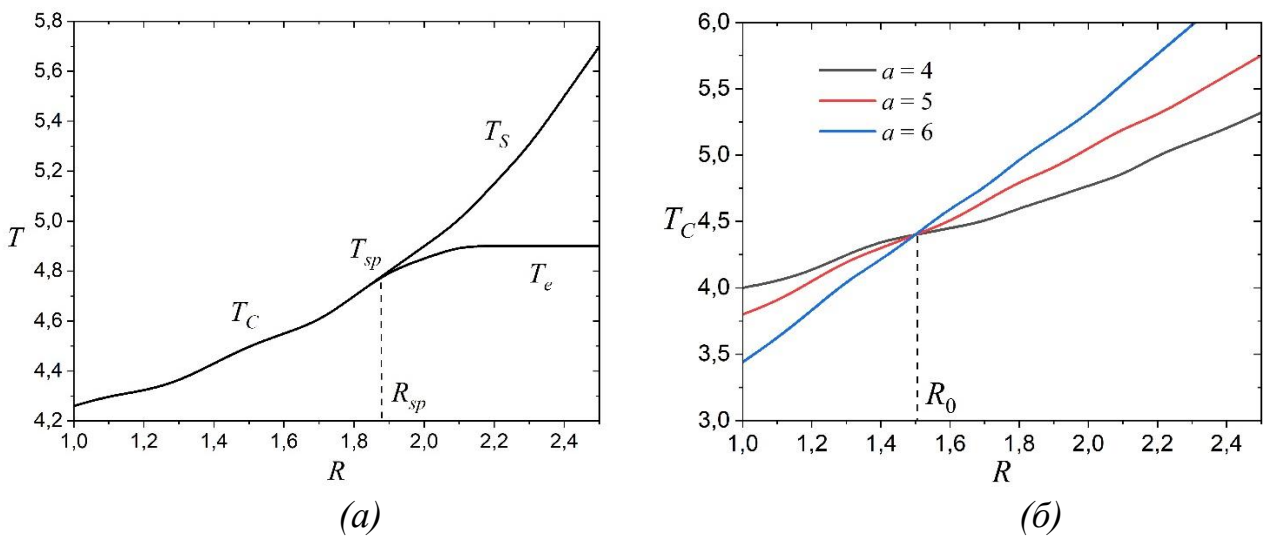 5,8
5,6
5,4
5,2
5,0
4,8
4,6
4,4
4,2
T
T_S
T_sp
T_e
T_C
R_sp
1,0 1,2 1,4 1,6 1,8 2,0 2,2 2,4
R
(а)
6,0
5,5
5,0
4,5
4,0
3,5
3,0
T_C
a = 4
a = 5
a = 6
R_0
1,0 1,2 1,4 1,6 1,8 2,0 2,2 2,4
R
(б)